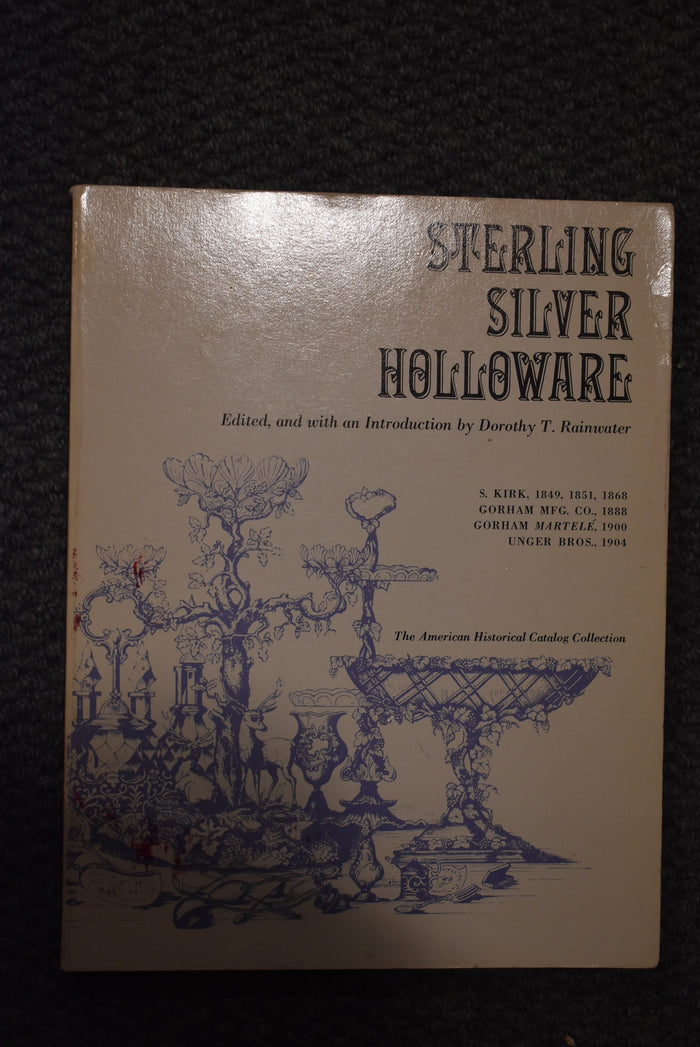 STERLING
SILVER
HOLLOWARE
Edited, and with an Introduction by Dorothy T. Rainwater
S. KIRK, 1849, 1851, 1868
GORHAM MFG. CO., 1888
GORHAM MARTELÉ, 1900
UNGER BROS., 1904
The American Historical Catalog Collection